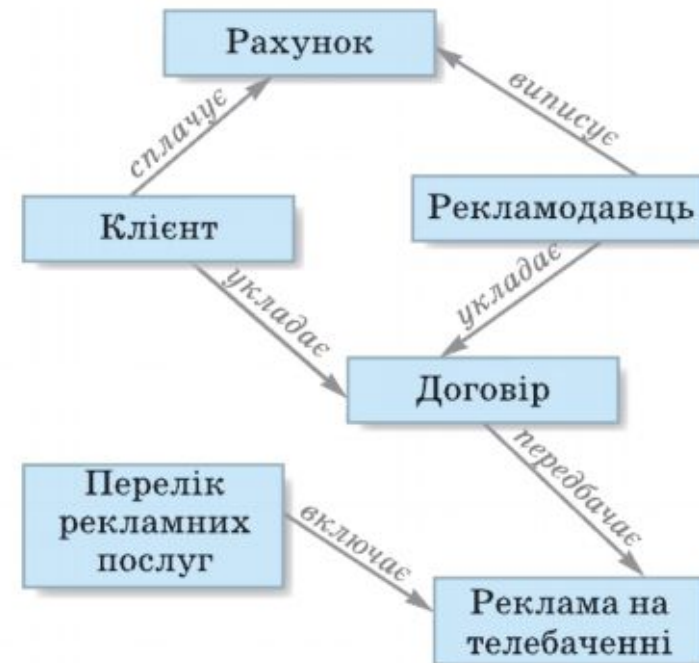 Рахунок
сплачує
виписує
Клієнт
Рекламодавець
укладає
укладає
Договір
Перелік
рекламних
послуг
передбачає
включає
Реклама на
телебаченні